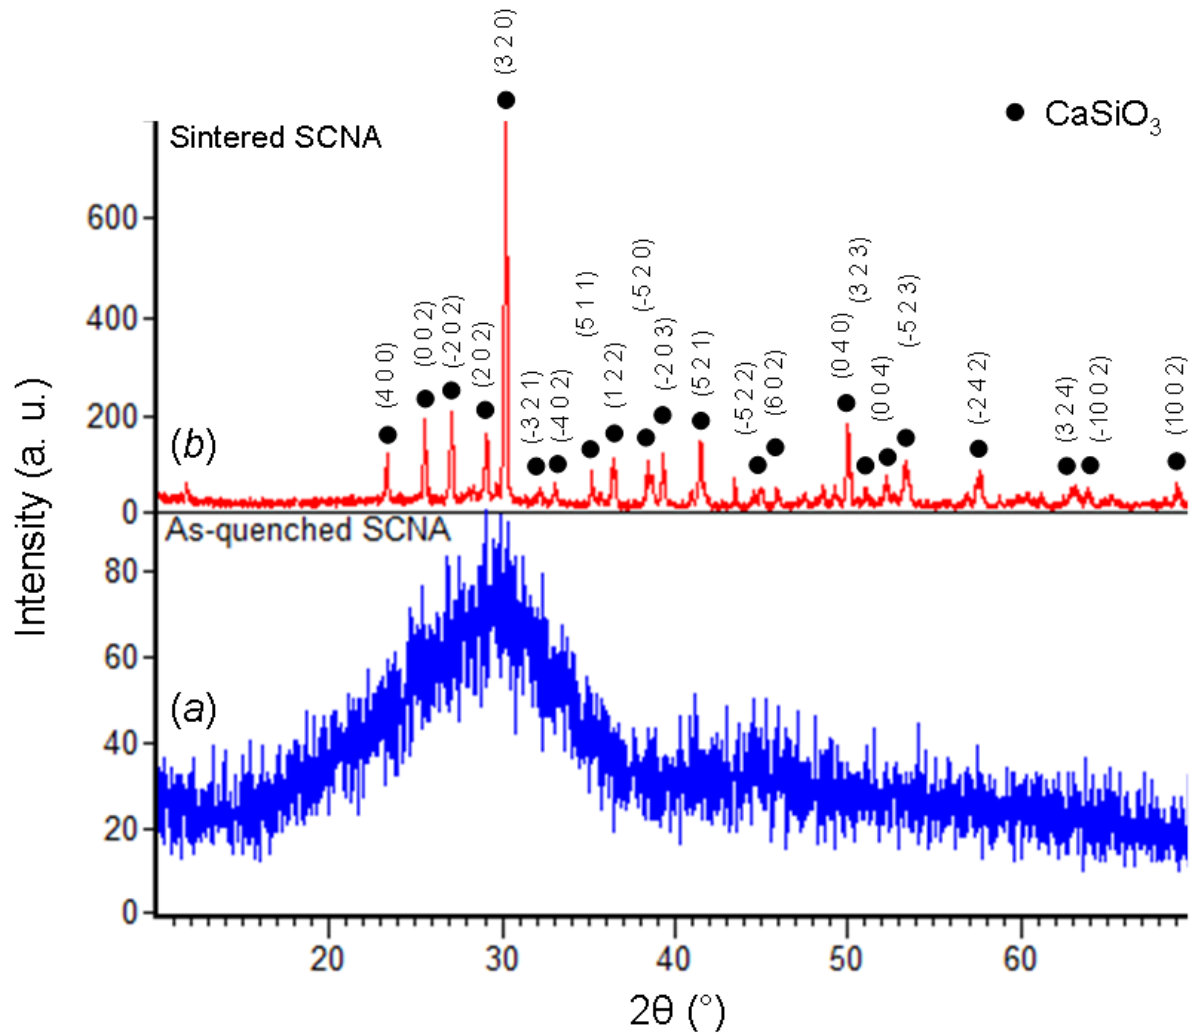 (3 2 0)
CaSiO₃
Sintered SCNA
600
400
200
0
(4 0 0)
(0 0 2)
(-2 0 2)
(2 0 2)
(-3 2 1)
(-4 0 2)
(5 1 1)
(1 2 2)
(-5 2 0)
(-2 0 3)
(5 2 1)
(-5 2 2)
(6 0 2)
(0 4 0)
(3 2 3)
(0 0 4)
(-5 2 3)
(-2 4 2)
(3 2 4)
(-10 0 2)
(10 0 2)
(b)
As-quenched SCNA
80
60
40
20
0
(a)
Intensity (a. u.)
20
30
40
50
60
2θ (°)